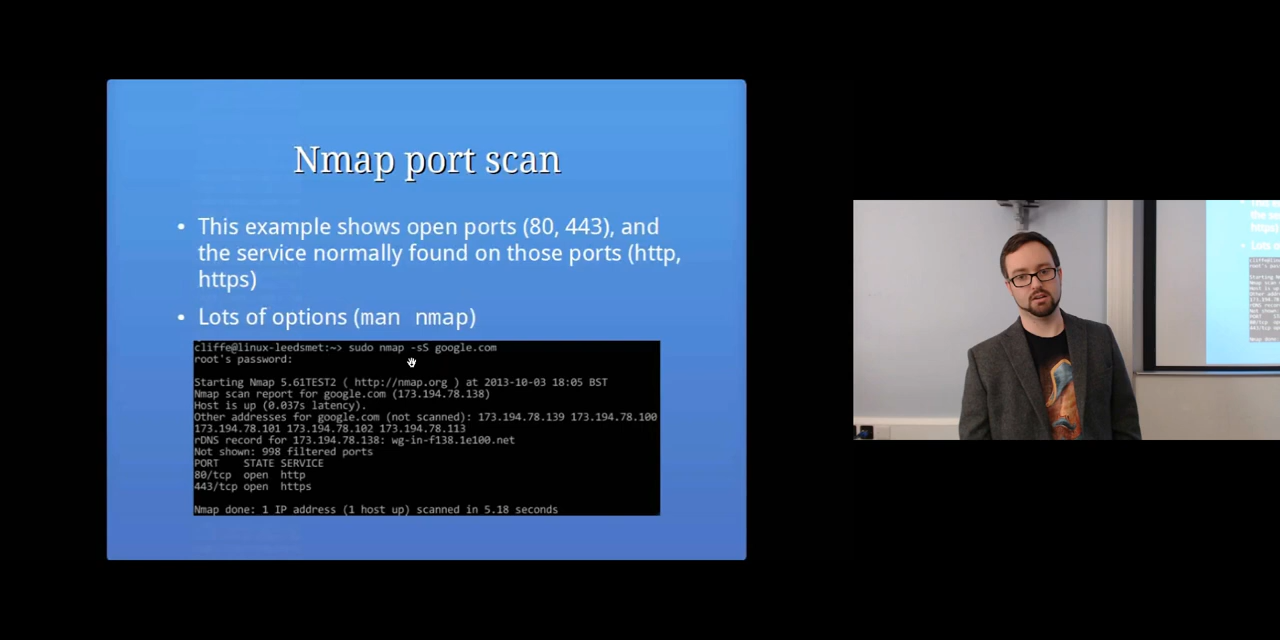 Nmap port scan
• This example shows open ports (80, 443), and
the service normally found on those ports (http,
https)
• Lots of options (man nmap)
cliffe@linux-leedsmet:~> sudo nmap -sS google.com
root's password:
Starting Nmap 5.61TEST2 ( http://nmap.org ) at 2013-10-03 18:05 BST
Nmap scan report for google.com (173.194.78.138)
Host is up (0.037s latency).
Other addresses for google.com (not scanned): 173.194.78.139 173.194.78.100
173.194.78.101 173.194.78.102 173.194.78.113
rDNS record for 173.194.78.138: wg-in-f138.1e100.net
Not shown: 998 filtered ports
PORT    STATE SERVICE
80/tcp  open  http
443/tcp open  https
Nmap done: 1 IP address (1 host up) scanned in 5.18 seconds